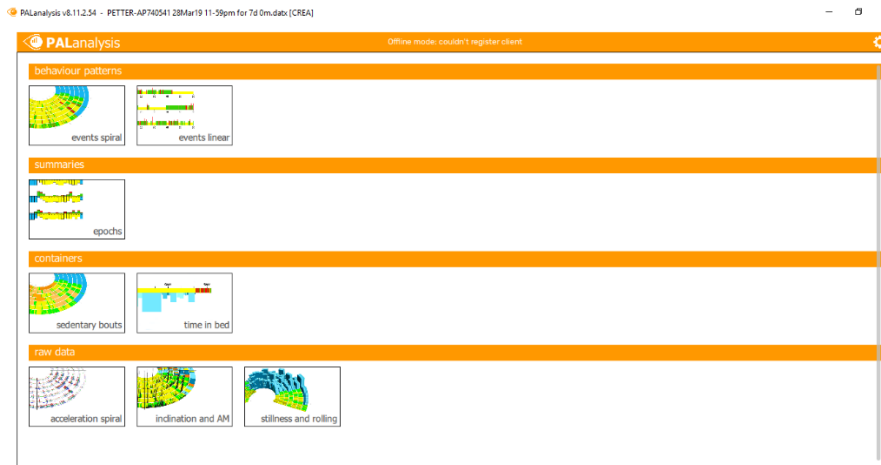 PALanalysis v8.11.2.54 - PETTER-AP740541 28Mar19 11-59pm for 7d 0m.datx [CREA]
PALanalysis
Offline mode: couldn't register client
behaviour patterns
events spiral
events linear
summaries
epochs
containers
sedentary bouts
time in bed
raw data
acceleration spiral
inclination and AM
stillness and rolling